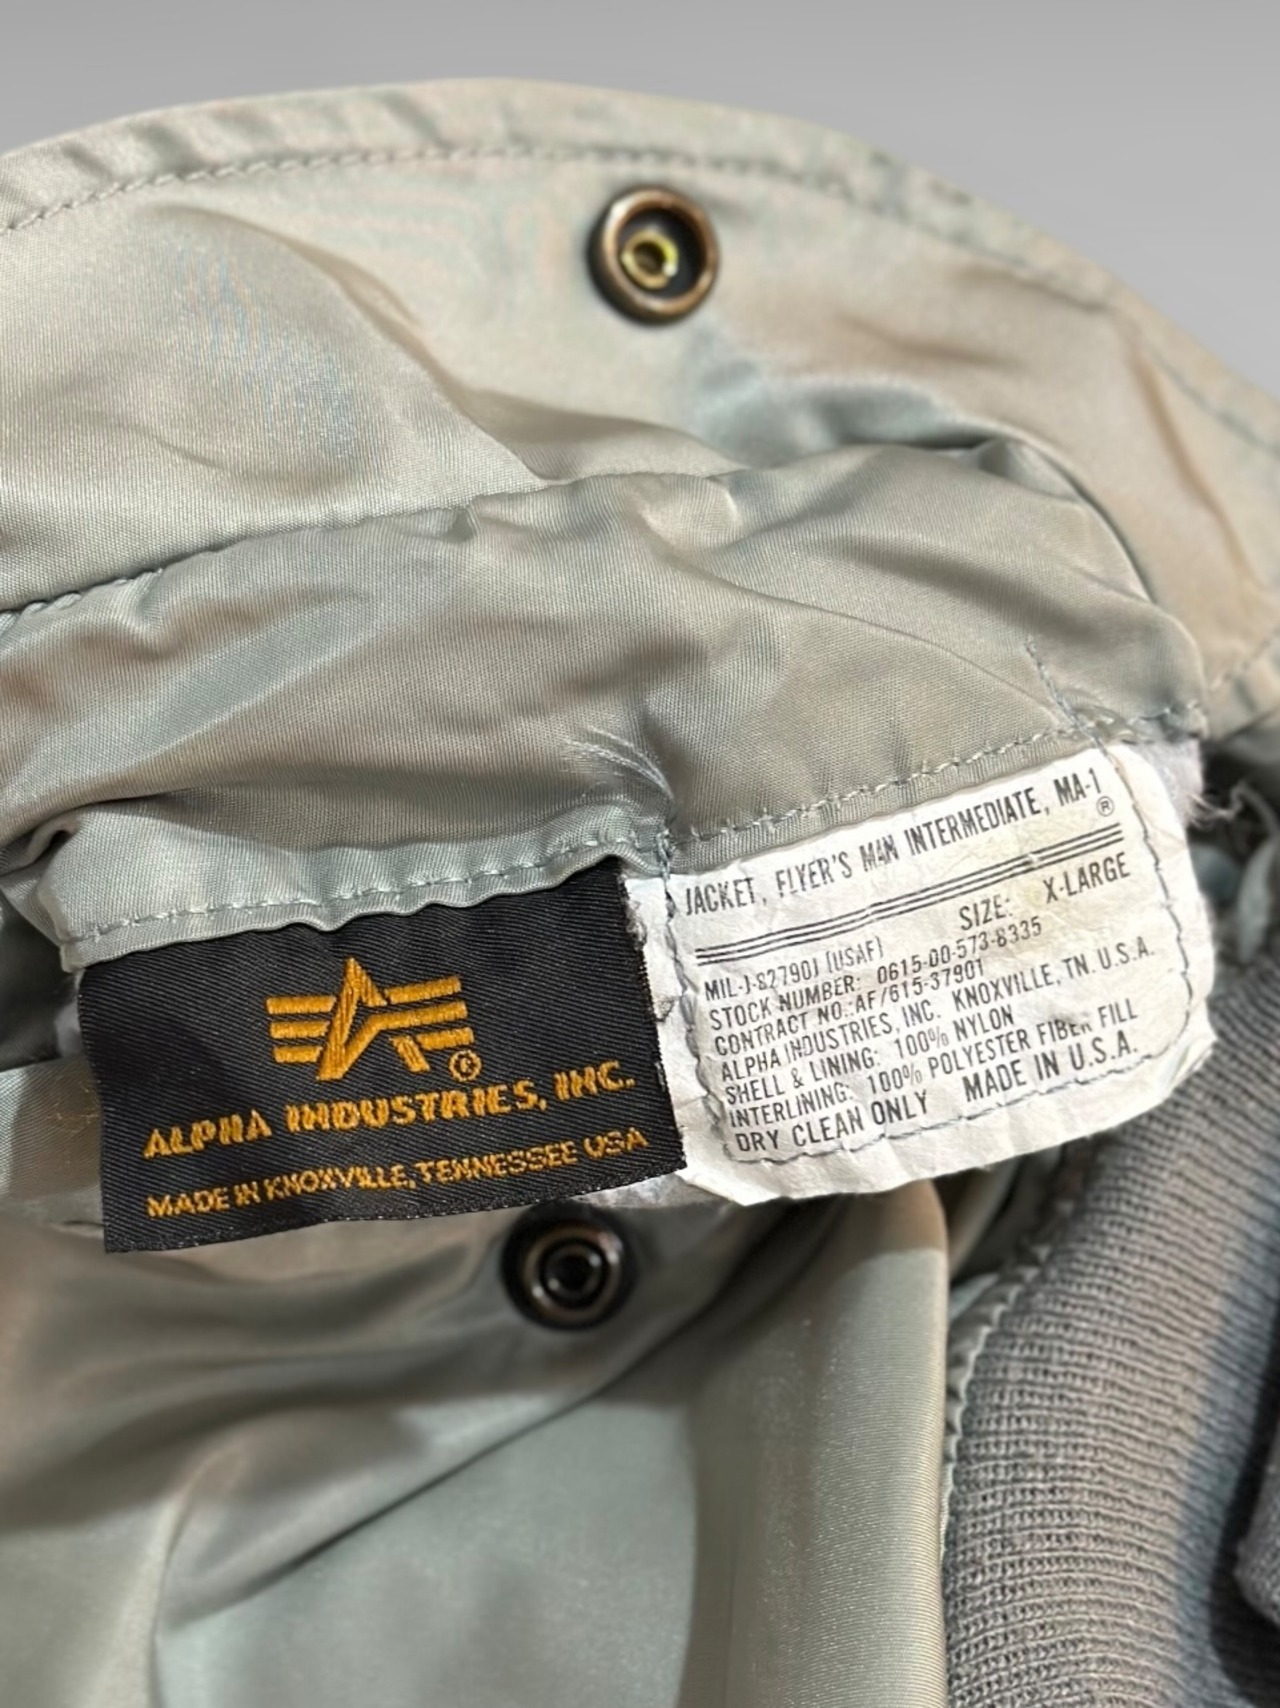 ALPHA INDUSTRIES, INC.
MADE IN KNOXVILLE, TENNESSEE USA
JACKET, FLYER'S MAN INTERMEDIATE, MA-1
®
SIZE: X-LARGE
MIL-J-82790J (USAF)
STOCK NUMBER: 0615-00-573-8335
CONTRACT NO.:AF/615-37901
ALPHA INDUSTRIES, INC. KNOXVILLE, TN. U.S.A.
SHELL & LINING: 100% NYLON
INTERLINING: 100% POLYESTER FIBER FILL
DRY CLEAN ONLY MADE IN U.S.A.